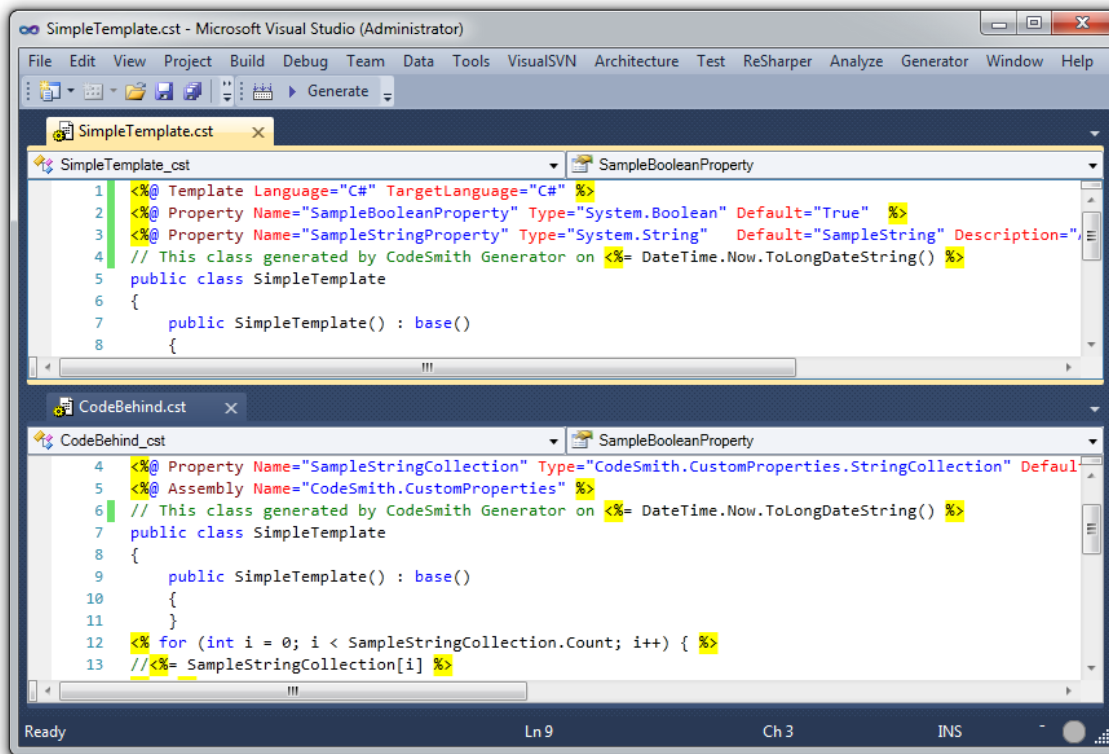 SimpleTemplate.cst - Microsoft Visual Studio (Administrator)
File Edit View Project Build Debug Team Data Tools VisualSVN Architecture Test ReSharper Analyze Generator Window Help
Generate
SimpleTemplate.cst
SimpleTemplate_cst SampleBooleanProperty
1 <%@ Template Language="C#" TargetLanguage="C#" %>
2 <%@ Property Name="SampleBooleanProperty" Type="System.Boolean" Default="True"  %>
3 <%@ Property Name="SampleStringProperty" Type="System.String"   Default="SampleString" Description="
4 // This class generated by CodeSmith Generator on <%= DateTime.Now.ToLongDateString() %>
5 public class SimpleTemplate
6 {
7     public SimpleTemplate() : base()
8     {
CodeBehind.cst
CodeBehind_cst SampleBooleanProperty
4 <%@ Property Name="SampleStringCollection" Type="CodeSmith.CustomProperties.StringCollection" Defaul
5 <%@ Assembly Name="CodeSmith.CustomProperties" %>
6 // This class generated by CodeSmith Generator on <%= DateTime.Now.ToLongDateString() %>
7 public class SimpleTemplate
8 {
9     public SimpleTemplate() : base()
10     {
11     }
12 <% for (int i = 0; i < SampleStringCollection.Count; i++) { %>
13 //<%= SampleStringCollection[i] %>
Ready Ln 9 Ch 3 INS